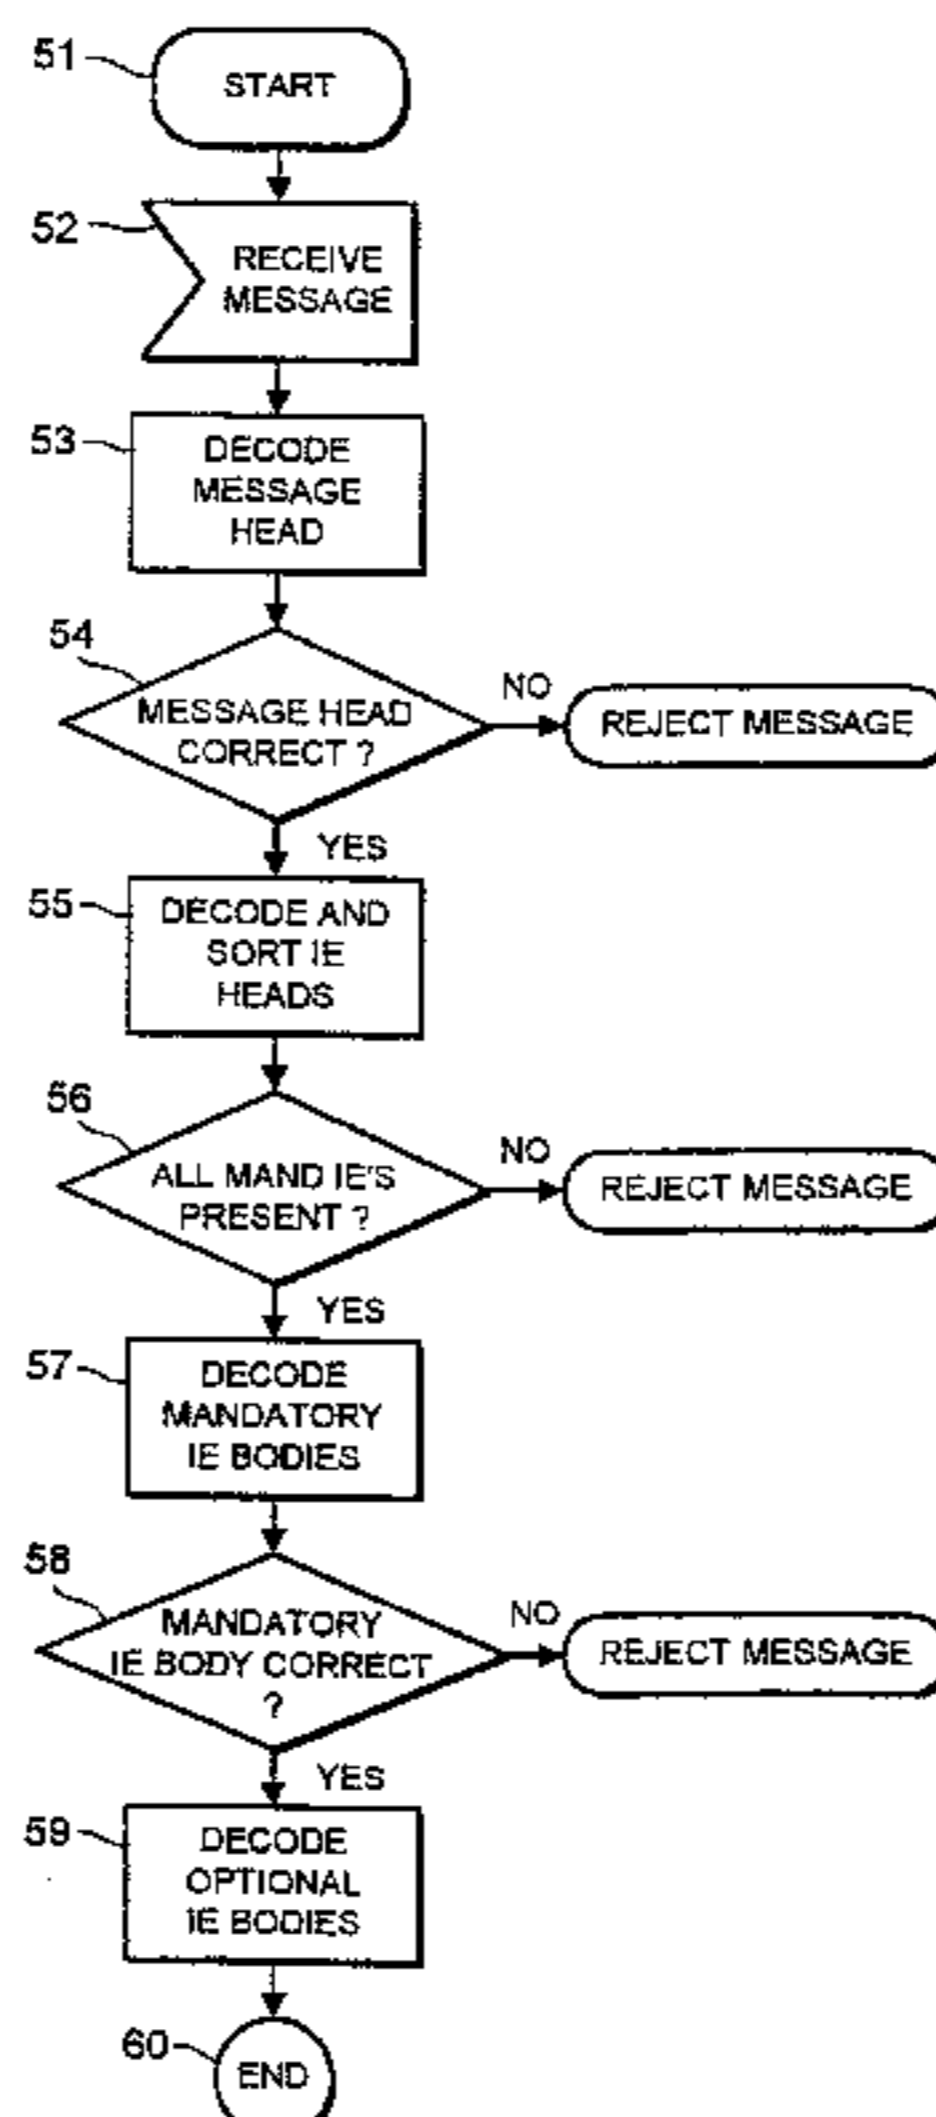 51
START
52
RECEIVE
MESSAGE
53
DECODE
MESSAGE
HEAD
54
MESSAGE HEAD
CORRECT ?
NO
REJECT MESSAGE
YES
55
DECODE AND
SORT IE
HEADS
56
ALL MAND IE'S
PRESENT ?
NO
REJECT MESSAGE
YES
57
DECODE
MANDATORY
IE BODIES
58
MANDATORY
IE BODY CORRECT
?
NO
REJECT MESSAGE
YES
59
DECODE
OPTIONAL
IE BODIES
60
END